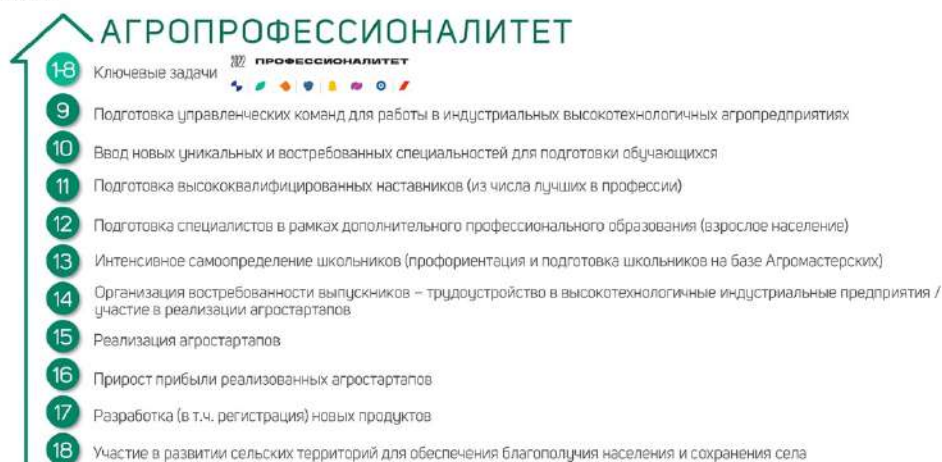 АГРОПРОФЕССИОНАЛИТЕТ
1-8 Ключевые задачи ПРОФЕССИОНАЛИТЕТ
9 Подготовка управленческих команд для работы в индустриальных высокотехнологичных агропредприятиях
10 Ввод новых уникальных и востребованных специальностей для подготовки обучающихся
11 Подготовка высококвалифицированных наставников (из числа лучших в профессии)
12 Подготовка специалистов в рамках дополнительного профессионального образования (взрослое население)
13 Интенсивное самоопределение школьников (профориентация и подготовка школьников на базе Агромастерских)
14 Организация востребованности выпускников – трудоустройство в высокотехнологичные индустриальные предприятия /
участие в реализации агростартапов
15 Реализация агростартапов
16 Прирост прибыли реализованных агростартапов
17 Разработка (в т.ч. регистрация) новых продуктов
18 Участие в развитии сельских территорий для обеспечения благополучия населения и сохранения села